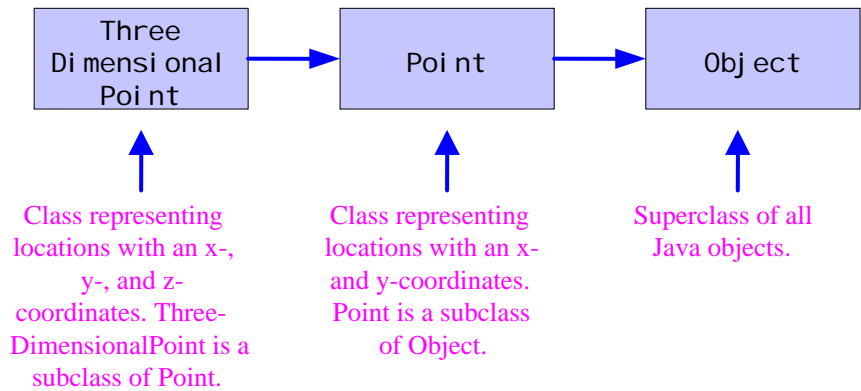 Three
Dimensional
Point
Point
Object
Class representing
locations with an x-,
y-, and z-
coordinates. Three-
DimensionalPoint is a
subclass of Point.
Class representing
locations with an x-
and y-coordinates.
Point is a subclass
of Object.
Superclass of all
Java objects.